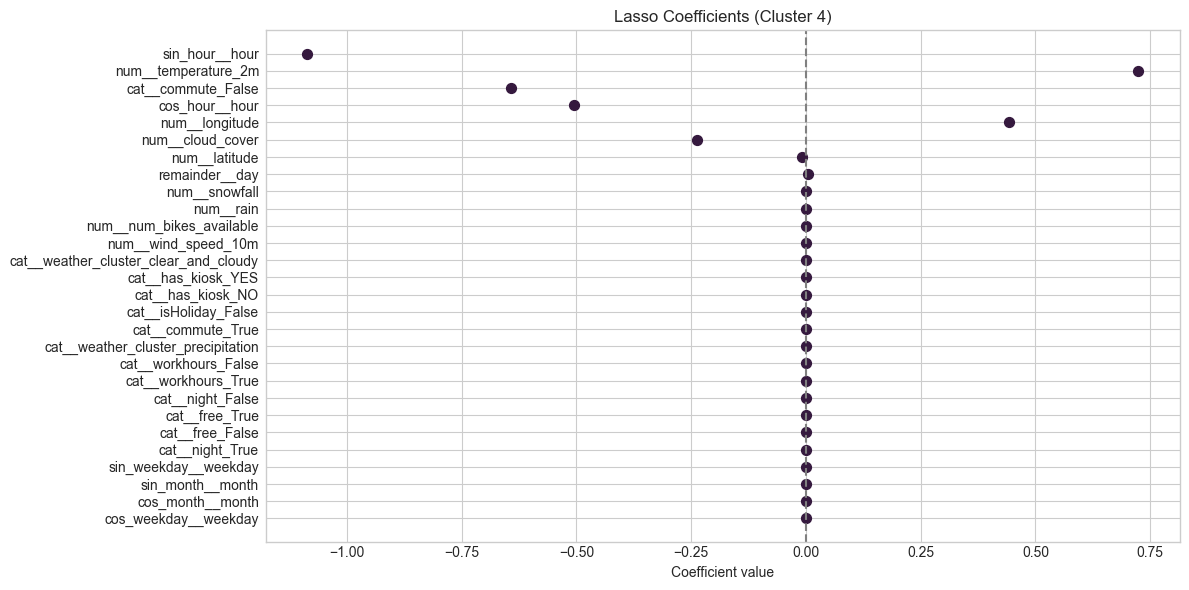 Lasso Coefficients (Cluster 4)
sin_hour__hour
num__temperature_2m
cat__commute_False
cos_hour__hour
num__longitude
num__cloud_cover
num__latitude
remainder__day
num__snowfall
num__rain
num__num_bikes_available
num__wind_speed_10m
cat__weather_cluster_clear_and_cloudy
cat__has_kiosk_YES
cat__has_kiosk_NO
cat__isHoliday_False
cat__commute_True
cat__weather_cluster_precipitation
cat__workhours_False
cat__workhours_True
cat__night_False
cat__free_True
cat__free_False
cat__night_True
sin_weekday__weekday
sin_month__month
cos_month__month
cos_weekday__weekday
−1.00 −0.75 −0.50 −0.25 0.00 0.25 0.50 0.75
Coefficient value